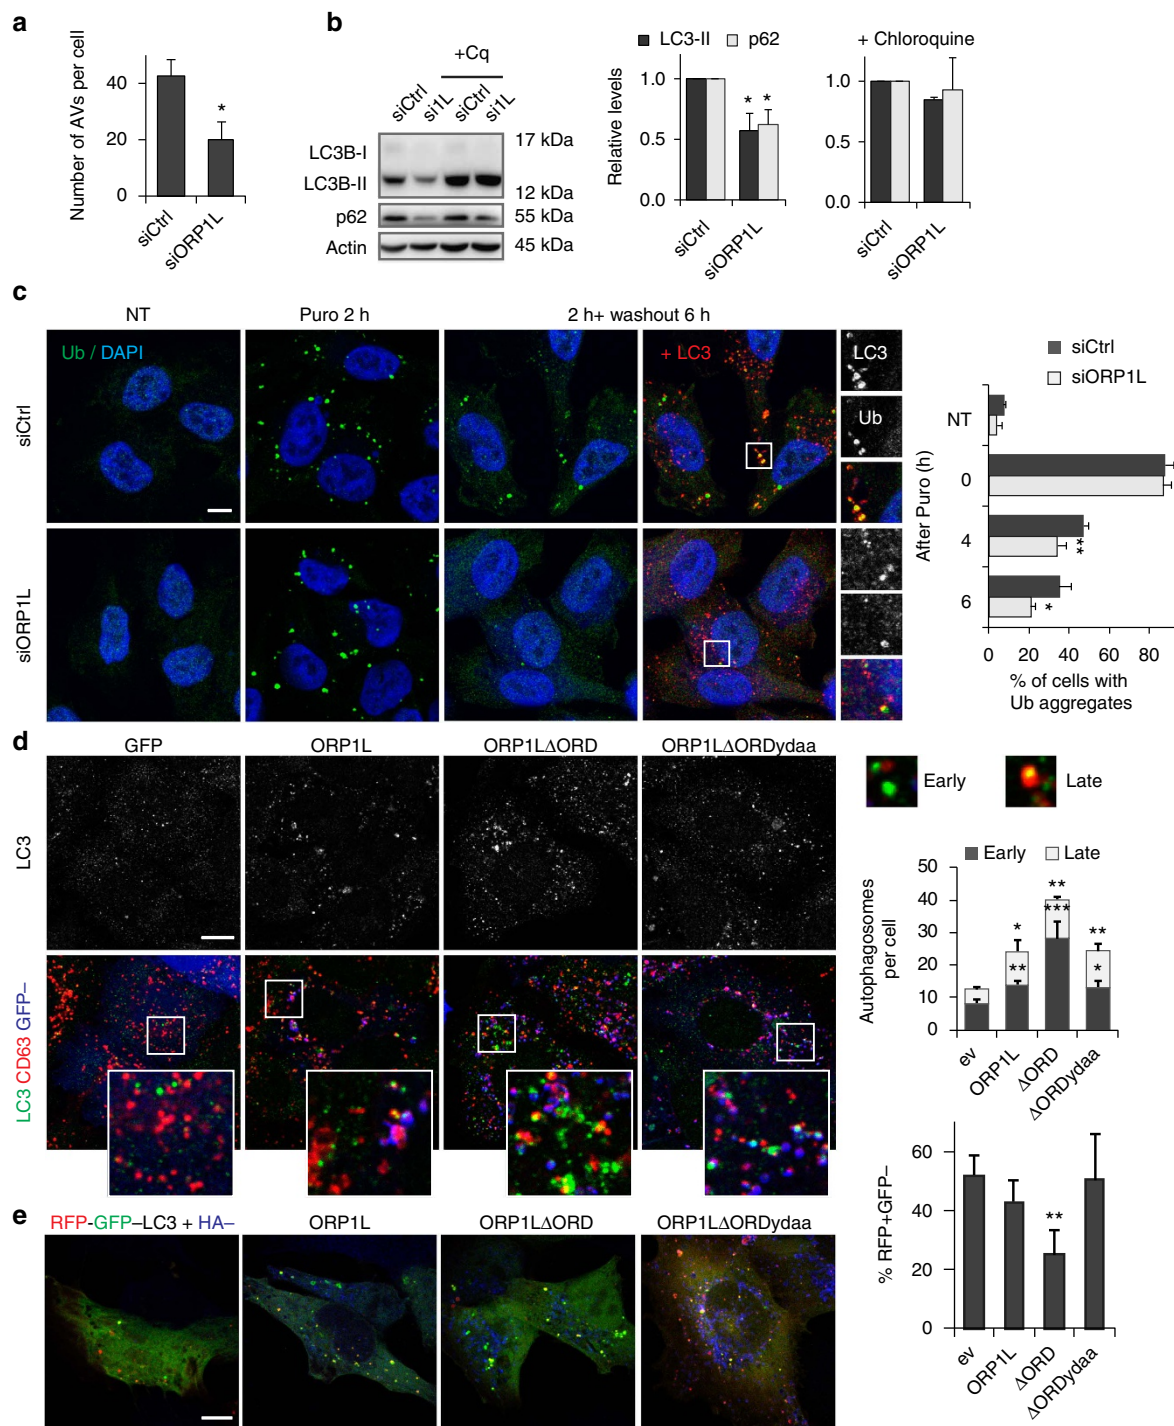 a
Number of AVs per cell
40
20
0
*
siCtrl
siORP1L
b
+Cq
siCtrl
si1L
siCtrl
si1L
LC3B-I
LC3B-II
p62
Actin
17 kDa
12 kDa
55 kDa
45 kDa
LC3-II
p62
Relative levels
1.0
0.5
0.0
* *
siCtrl
siORP1L
+ Chloroquine
1.0
0.5
0.0
siCtrl
siORP1L
c
NT
Puro 2 h
2 h+ washout 6 h
siCtrl
siORP1L
Ub / DAPI
+ LC3
LC3
Ub
siCtrl
siORP1L
After Puro (h)
NT
0
4
6
**
*
0 20 40 60 80
% of cells with
Ub aggregates
d
GFP
ORP1L
ORP1LΔORD
ORP1LΔORDydaa
LC3
LC3 CD63 GFP–
Early
Late
Early
Late
Autophagosomes
per cell
50
40
30
20
10
0
*
**
**
***
**
*
ev
ORP1L
ΔORD
ΔORDydaa
e
RFP-GFP–LC3 + HA–
ORP1L
ORP1LΔORD
ORP1LΔORDydaa
% RFP+GFP–
60
40
20
0
**
ev
ORP1L
ΔORD
ΔORDydaa